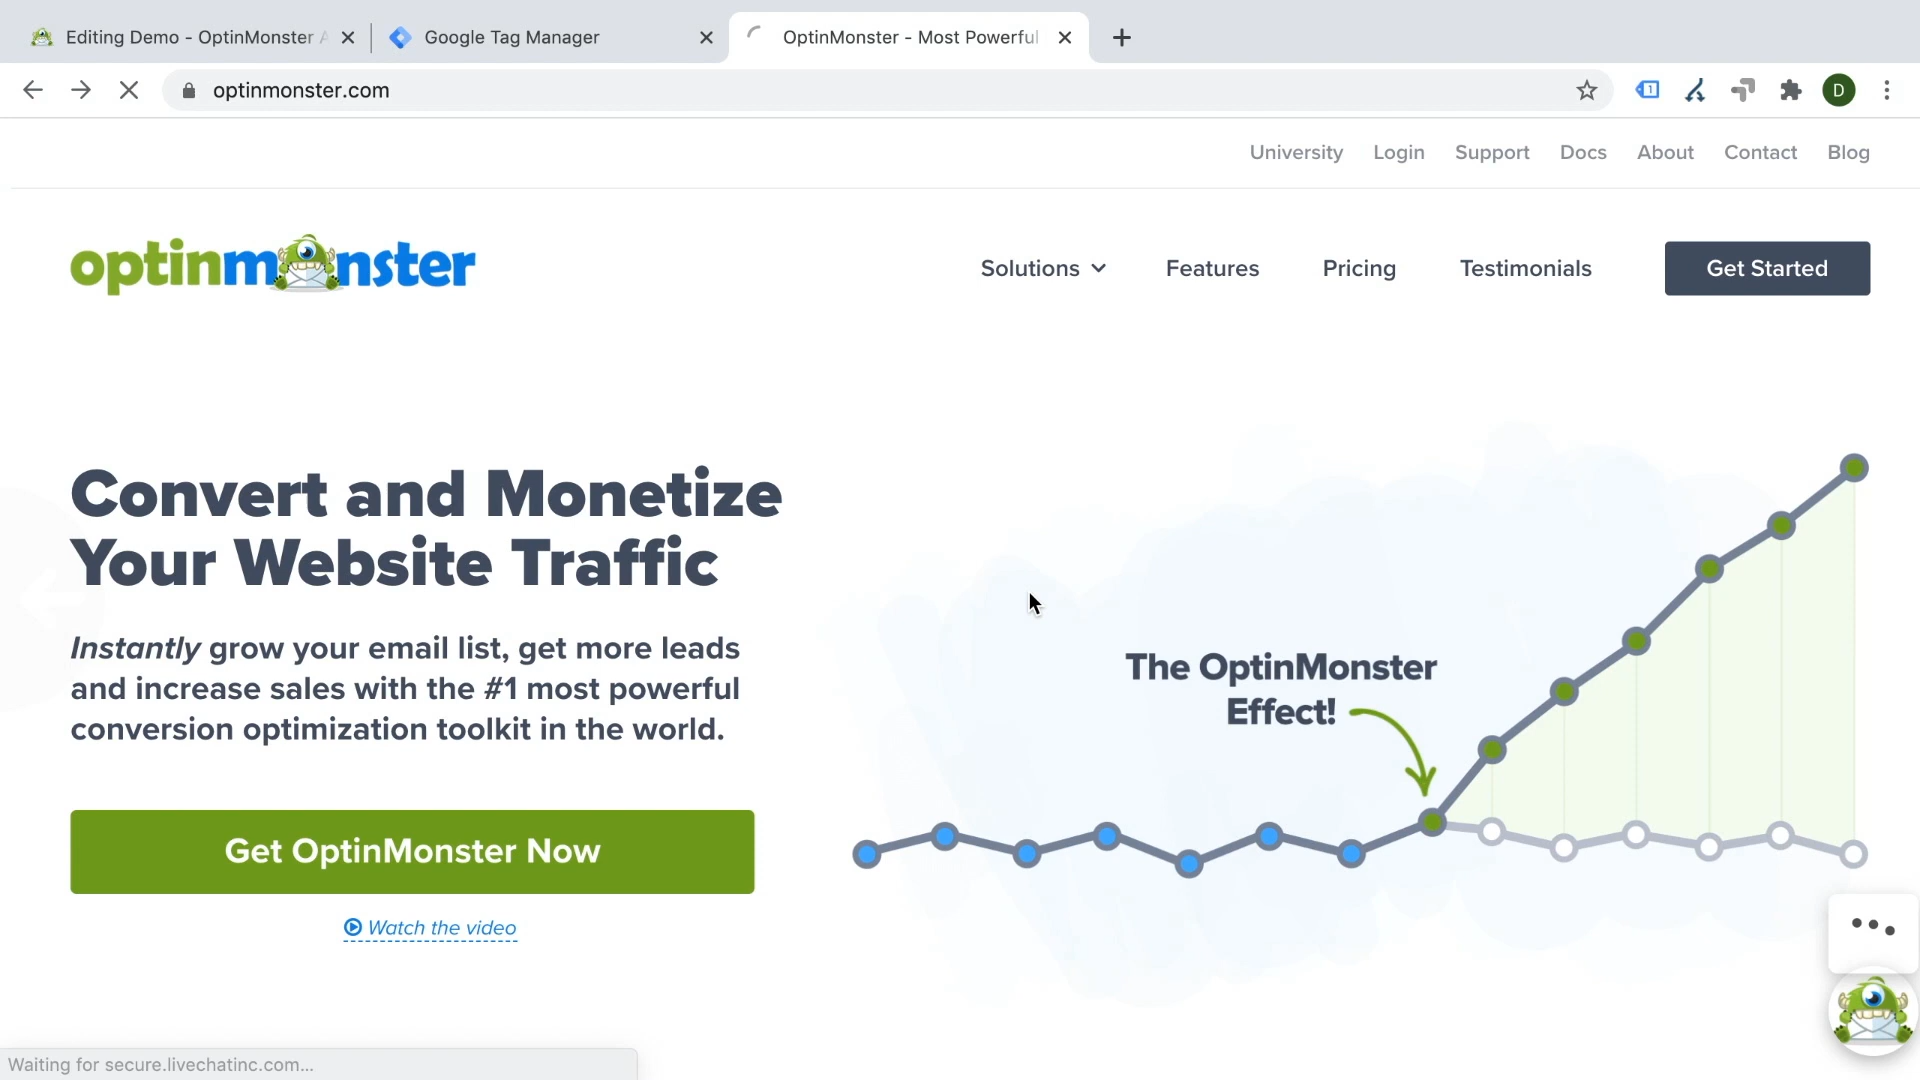 Editing Demo - OptinMonster A
Google Tag Manager
OptinMonster - Most Powerful
optinmonster.com
1
D
University Login Support Docs About Contact Blog
optinmonster
Solutions Features Pricing Testimonials Get Started
Convert and Monetize
Your Website Traffic
Instantly grow your email list, get more leads
and increase sales with the #1 most powerful
conversion optimization toolkit in the world.
Get OptinMonster Now
Watch the video
The OptinMonster
Effect!
Waiting for secure.livechatinc.com...